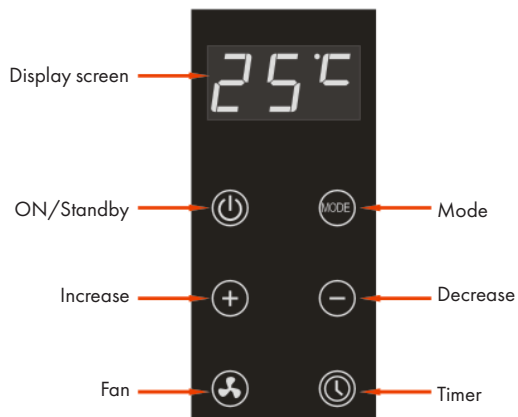 25°C
Display screen
ON/Standby
MODE
Mode
Increase
Decrease
Fan
Timer